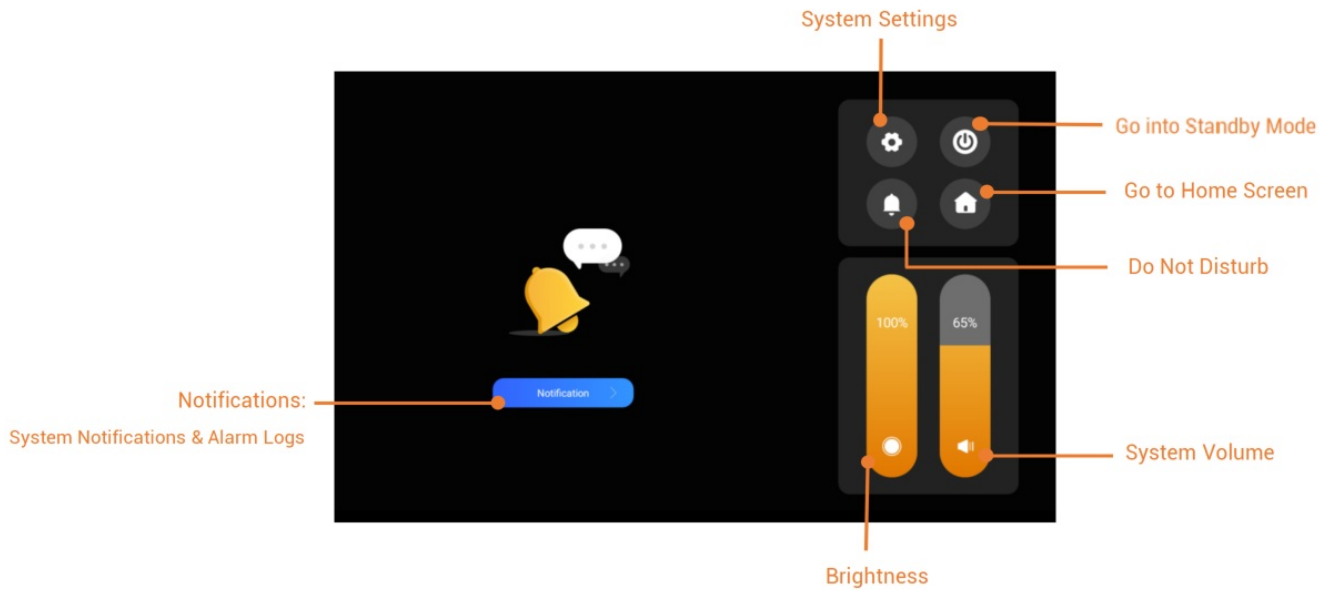 System Settings
Go into Standby Mode
Go to Home Screen
Do Not Disturb
100%
65%
Notification
Notifications:
System Notifications & Alarm Logs
System Volume
Brightness